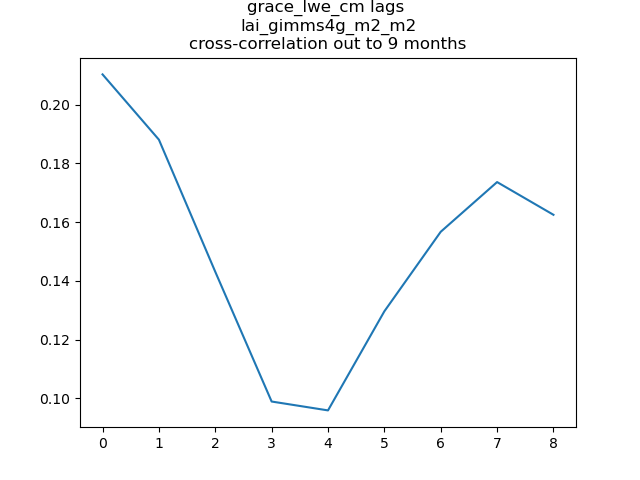 grace_lwe_cm lags
lai_gimms4g_m2_m2
cross-correlation out to 9 months
0.20
0.18
0.16
0.14
0.12
0.10
0 1 2 3 4 5 6 7 8